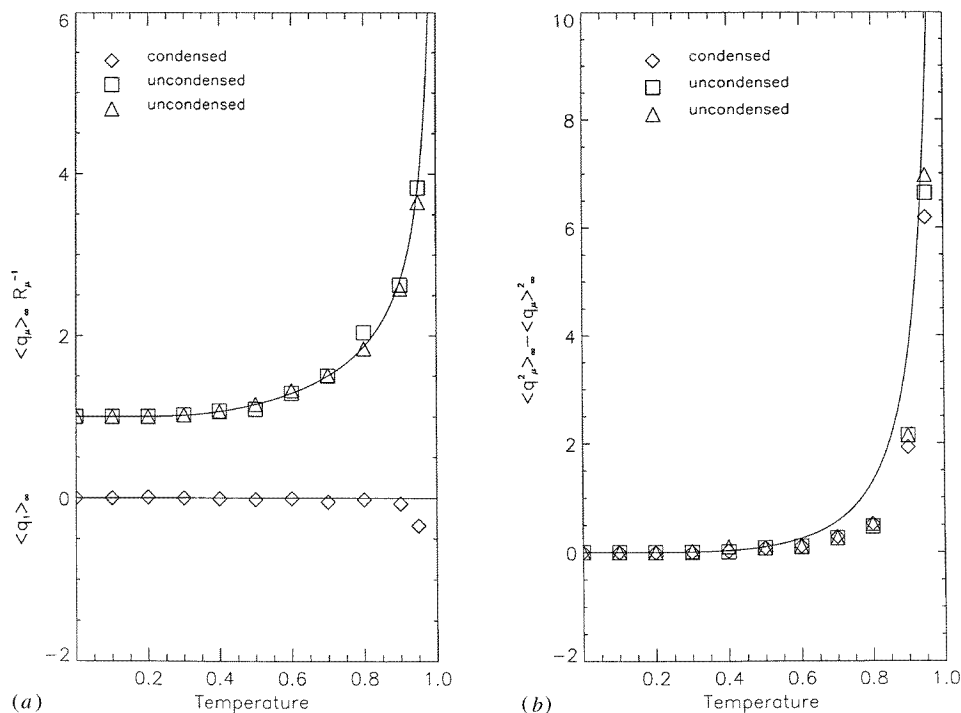 6
4
2
0
−2
◇ condensed
□ uncondensed
△ uncondensed
<q_μ>_∞ R_μ^{-1}
<q_1>_∞
0.2 0.4 0.6 0.8 1.0
Temperature
(a)
10
8
6
4
2
0
−2
◇ condensed
□ uncondensed
△ uncondensed
<q_μ^2>_∞−<q_μ>_∞^2
0.2 0.4 0.6 0.8 1.0
Temperature
(b)